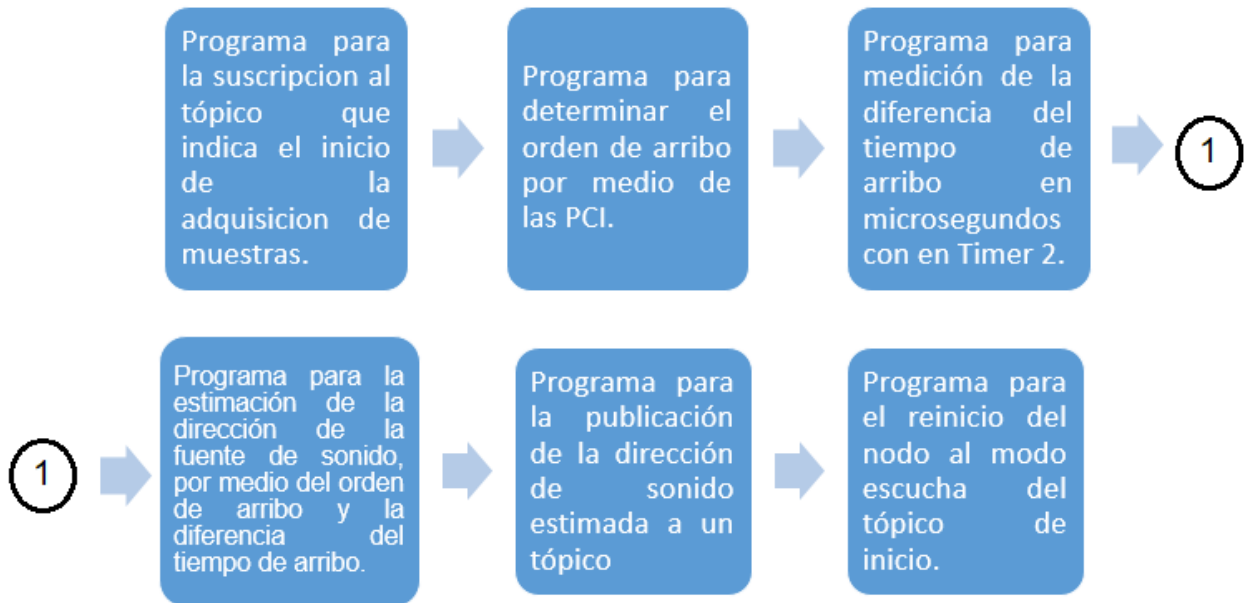 Programa para
la suscripcion al
tópico que
indica el inicio
de la
adquisicion de
muestras.
Programa para
determinar el
orden de arribo
por medio de
las PCI.
Programa para
medición de la
diferencia del
tiempo de
arribo en
microsegundos
con en Timer 2.
1
1
Programa para la
estimación de la
dirección de la
fuente de sonido,
por medio del orden
de arribo y la
diferencia del
tiempo de arribo.
Programa para
la publicación
de la dirección
de sonido
estimada a un
tópico
Programa para
el reinicio del
nodo al modo
escucha del
tópico de
inicio.